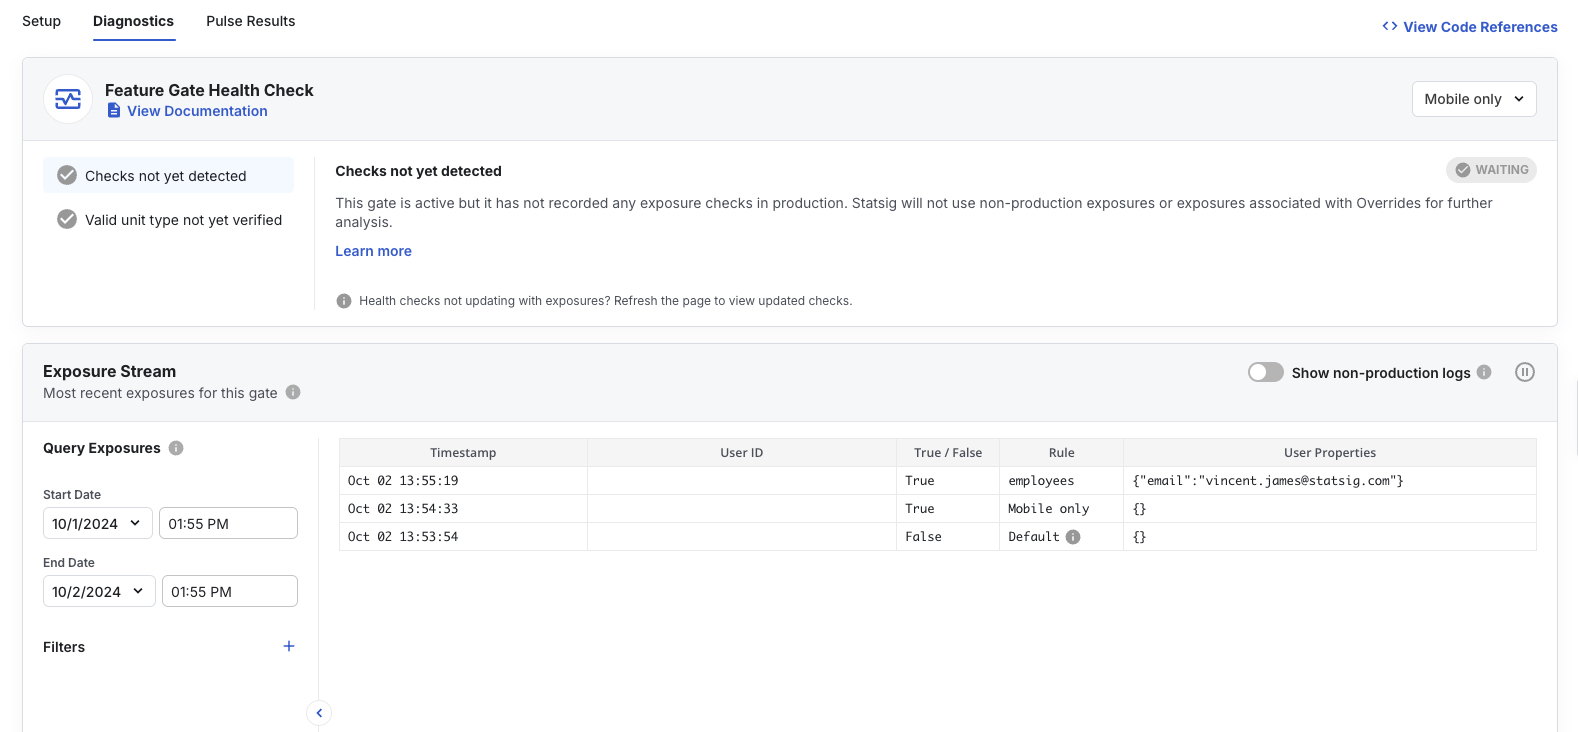 Setup
Diagnostics
Pulse Results
View Code References
Feature Gate Health Check
View Documentation
Mobile only
Checks not yet detected
Valid unit type not yet verified
Checks not yet detected
WAITING
This gate is active but it has not recorded any exposure checks in production. Statsig will not use non-production exposures or exposures associated with Overrides for further
analysis.
Learn more
Health checks not updating with exposures? Refresh the page to view updated checks.
Exposure Stream
Most recent exposures for this gate
Show non-production logs
Query Exposures
Start Date
10/1/2024 01:55 PM
End Date
10/2/2024 01:55 PM
Filters
Timestamp User ID True / False Rule User Properties
Oct 02 13:55:19 True employees {"email":"vincent.james@statsig.com"}
Oct 02 13:54:33 True Mobile only {}
Oct 02 13:53:54 False Default {}